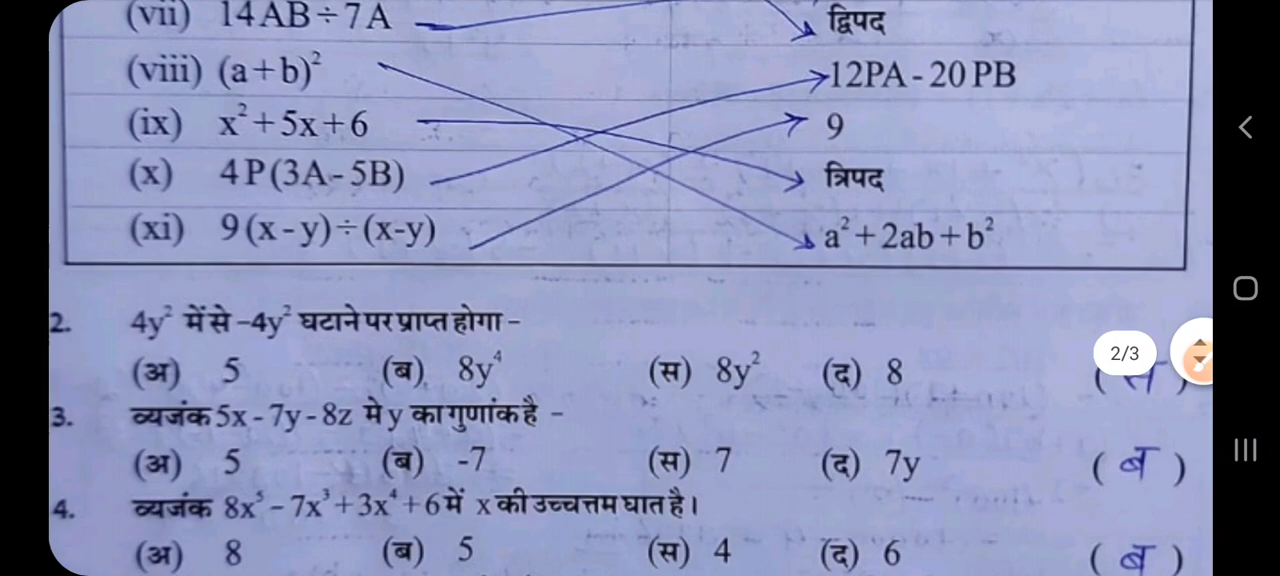 (vii) 14AB÷7A द्विपद
(viii) (a+b)² 12PA-20PB
(ix) x²+5x+6 9
(x) 4P(3A-5B) त्रिपद
(xi) 9(x-y)÷(x-y) a²+2ab+b²
2. 4y² में से -4y² घटाने पर प्राप्त होगा -
(अ) 5 (ब) 8y⁴ (स) 8y² (द) 8 (स)
2/3
3. व्यजंक 5x-7y-8z मे y का गुणांक है -
(अ) 5 (ब) -7 (स) 7 (द) 7y (ब)
4. व्यजंक 8x⁵-7x³+3x⁴+6 में x की उच्चत्तम घात है।
(अ) 8 (ब) 5 (स) 4 (द) 6 (ब)